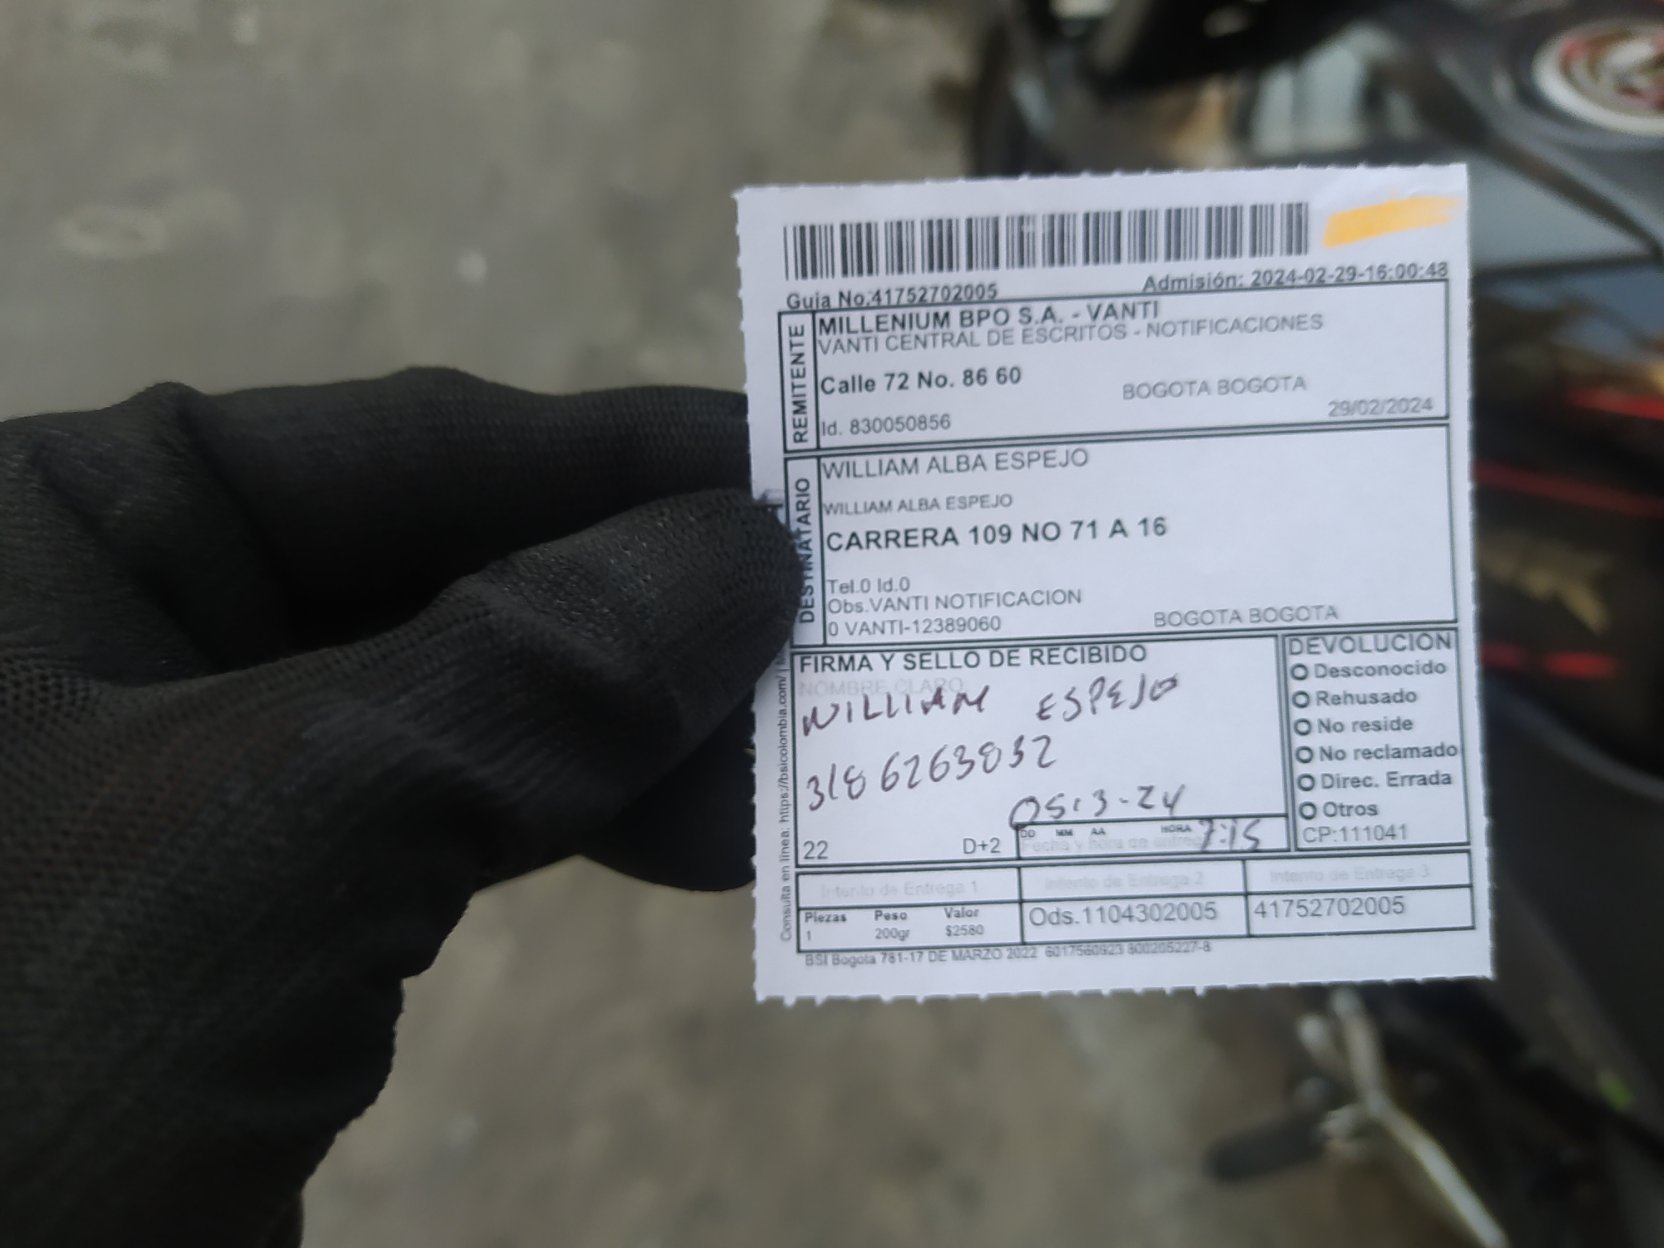 Guia No.41752702005
Admisión: 2024-02-29-16:00:48
REMITENTE
MILLENIUM BPO S.A. - VANTI
VANTI CENTRAL DE ESCRITOS - NOTIFICACIONES
Calle 72 No. 86 60
BOGOTA BOGOTA
29/02/2024
Id. 830050856
DESTINATARIO
WILLIAM ALBA ESPEJO
WILLIAM ALBA ESPEJO
CARRERA 109 NO 71 A 16
Tel.0 Id.0
Obs.VANTI NOTIFICACION
0 VANTI-12389060
BOGOTA BOGOTA
FIRMA Y SELLO DE RECIBIDO
NOMBRE CLARO
WILLIAM ESPEJO
3186263832
05:3-24
DD MM AA HORA
Fecha y hora de entrega
7:15
22
D+2
DEVOLUCION
Desconocido
Rehusado
No reside
No reclamado
Direc. Errada
Otros
CP:111041
Intento de Entrega 1
Intento de Entrega 2
Intento de Entrega 3
Piezas Peso Valor
1 200gr $2580
Ods.1104302005
41752702005
BSI Bogota 781-17 DE MARZO 2022 6017560923 800205227-8
Consulta en linea: https://bsicolombia.com/